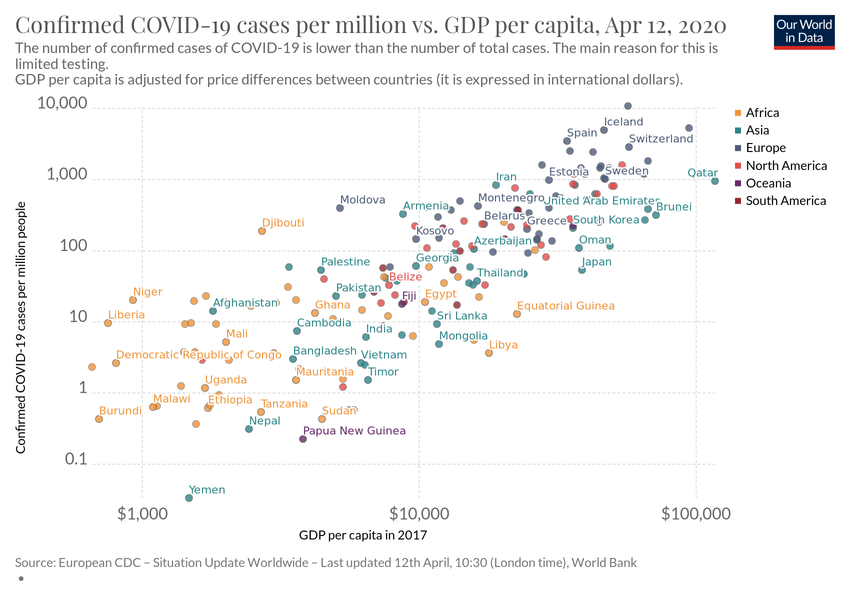 Confirmed COVID-19 cases per million vs. GDP per capita, Apr 12, 2020
Our World
in Data
The number of confirmed cases of COVID-19 is lower than the number of total cases. The main reason for this is
limited testing.
GDP per capita is adjusted for price differences between countries (it is expressed in international dollars).
10,000
1,000
100
10
1
0.1
Confirmed COVID-19 cases per million people
Iceland
Spain
Switzerland
Iran
Estonia
Sweden
Qatar
Moldova
Armenia
Montenegro
United Arab Emirates
Brunei
Djibouti
Kosovo
Belarus
Greece
South Korea
Azerbaijan
Oman
Palestine
Georgia
Thailand
Japan
Belize
Niger
Afghanistan
Pakistan
Fiji
Egypt
Liberia
Ghana
Equatorial Guinea
Cambodia
India
Sri Lanka
Mali
Mongolia
Libya
Democratic Republic of Congo
Bangladesh
Vietnam
Uganda
Mauritania
Timor
Burundi
Malawi
Ethiopia
Tanzania
Sudan
Nepal
Papua New Guinea
Yemen
Africa
Asia
Europe
North America
Oceania
South America
$1,000
$10,000
$100,000
GDP per capita in 2017
Source: European CDC – Situation Update Worldwide – Last updated 12th April, 10:30 (London time), World Bank